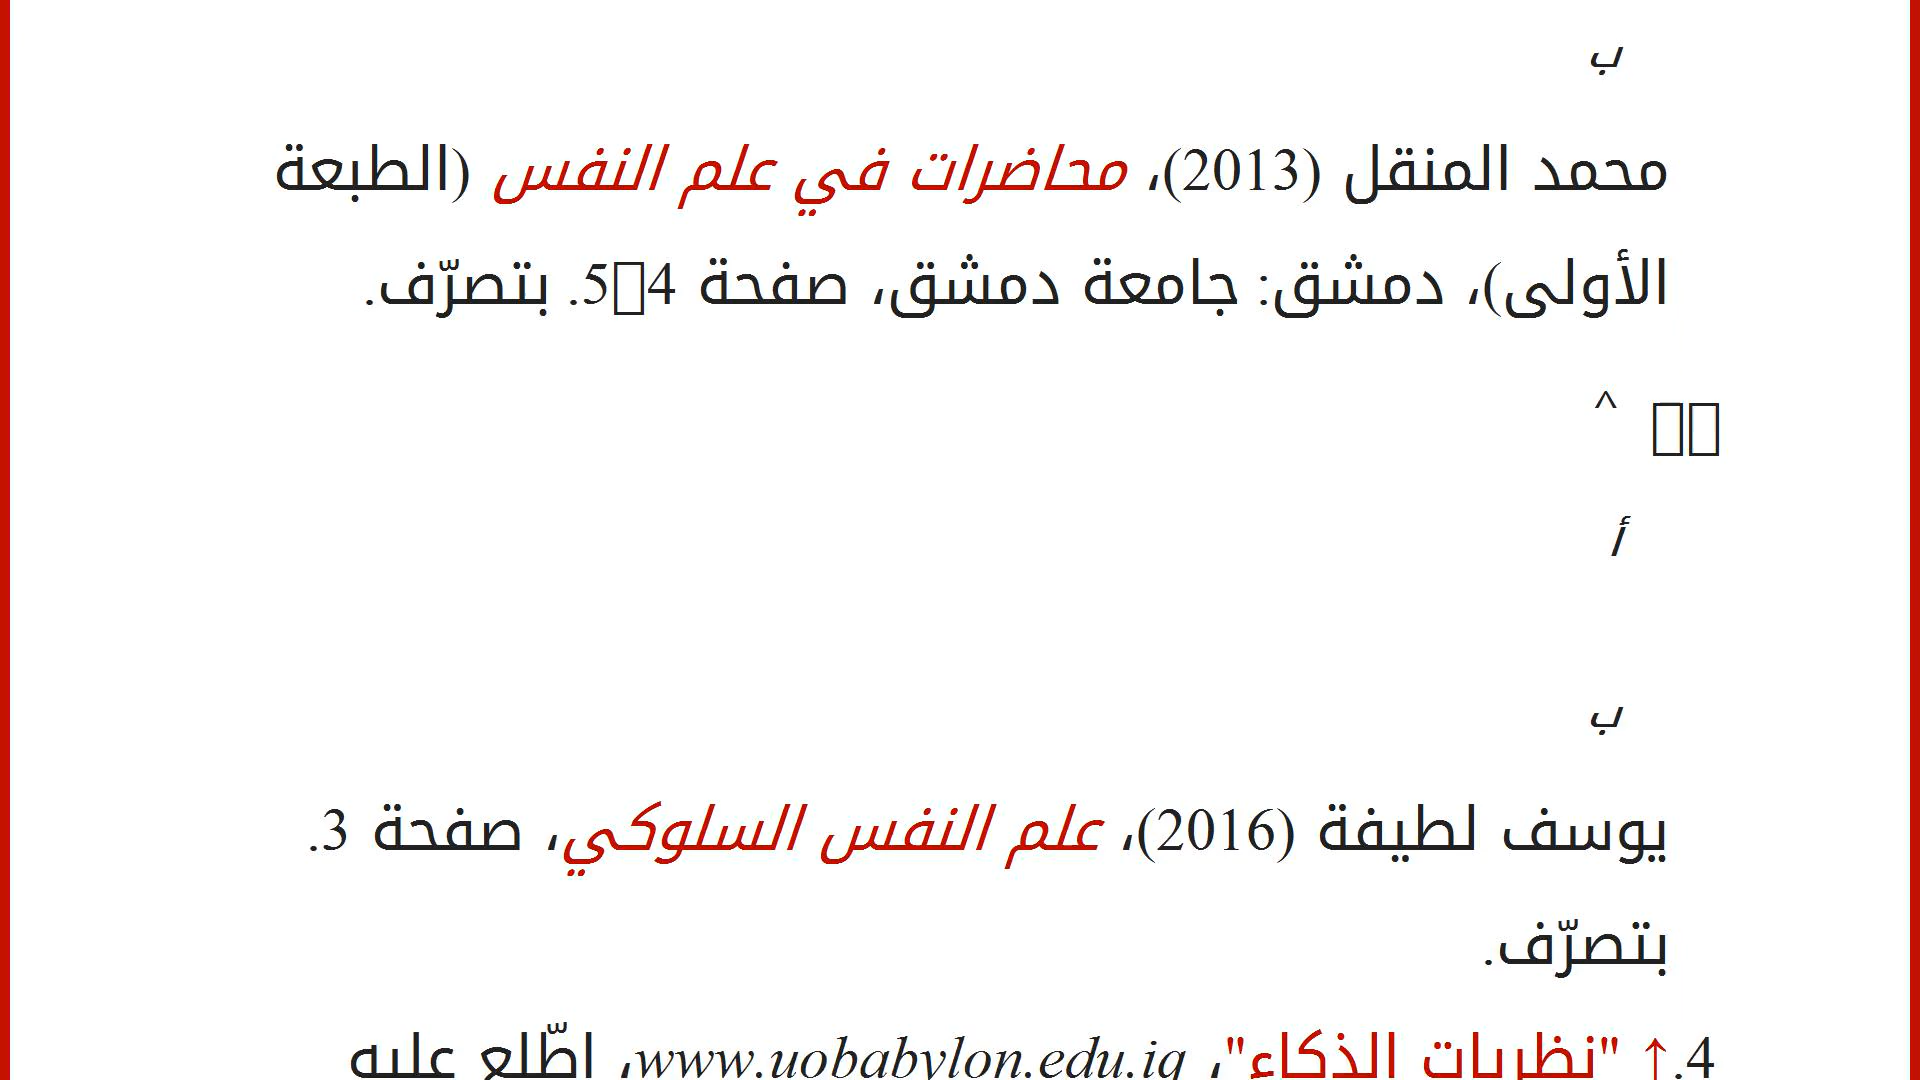 ب
محمد المنقل (2013)، محاضرات في علم النفس (الطبعة
الأولى)، دمشق: جامعة دمشق، صفحة 4▯5. بتصرّف.
▯▯ ^
أ
ب
يوسف لطيفة (2016)، علم النفس السلوكي، صفحة 3.
بتصرّف.
4.↑ "نظريات الذكاء"، www.uobabylon.edu.iq، اطّلع عليه